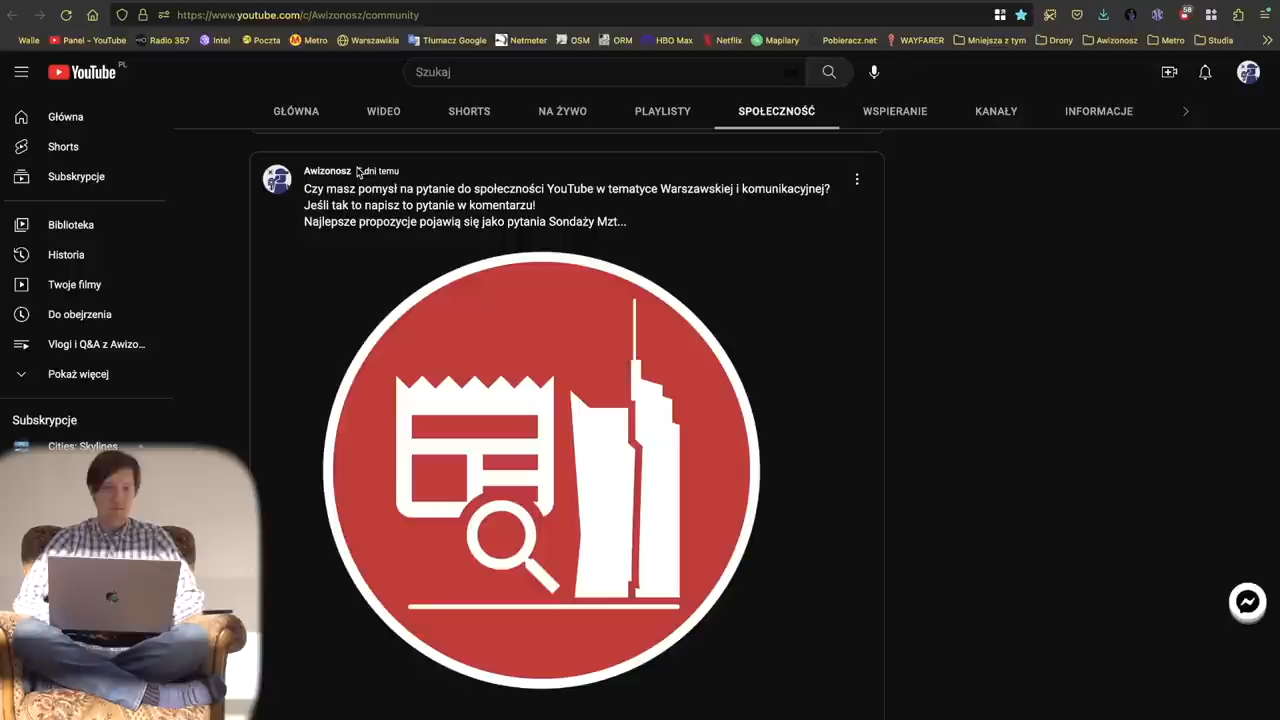 https://www.youtube.com/c/Awizonosz/community
58
Walle
Panel - YouTube
Radio 357
Intel
Poczta
Metro
Warszawikia
Tłumacz Google
Netmeter
OSM
ORM
HBO Max
Netflix
Mapilary
Pobieracz.net
WAYFARER
Mniejsza z tym
Drony
Awizonosz
Metro
Studia
YouTube PL
Szukaj
GŁÓWNA
WIDEO
SHORTS
NA ŻYWO
PLAYLISTY
SPOŁECZNOŚĆ
WSPIERANIE
KANAŁY
INFORMACJE
Główna
Shorts
Subskrypcje
Biblioteka
Historia
Twoje filmy
Do obejrzenia
Vlogi i Q&A z Awizo...
Pokaż więcej
Subskrypcje
Cities: Skylines
Awizonosz dni temu
Czy masz pomysł na pytanie do społeczności YouTube w tematyce Warszawskiej i komunikacyjnej?
Jeśli tak to napisz to pytanie w komentarzu!
Najlepsze propozycje pojawią się jako pytania Sondaży Mzt...